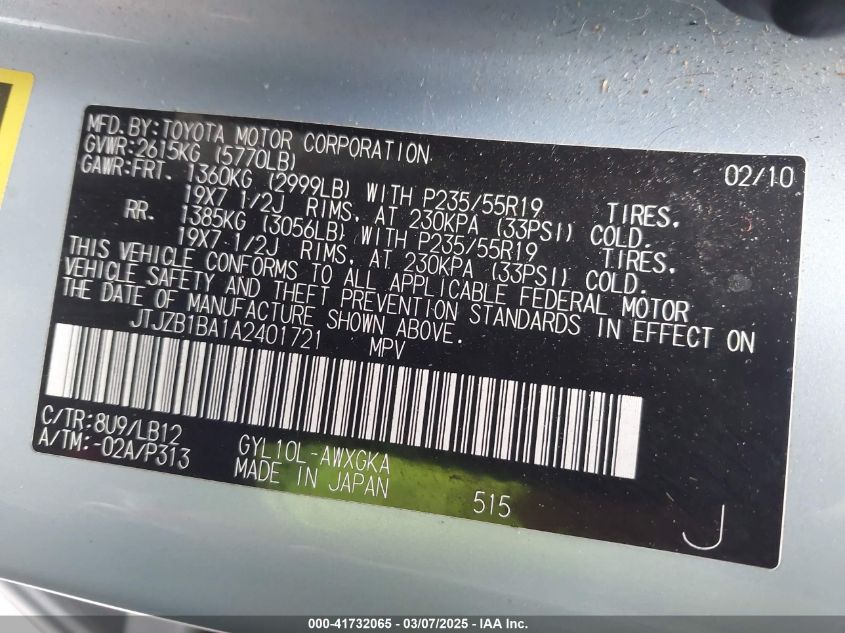 MFD.BY:TOYOTA MOTOR CORPORATION 02/10
GVWR:2615KG (5770LB)
GAWR:FRT. 1360KG (2999LB) WITH P235/55R19 TIRES,
19X7 1/2J RIMS, AT 230KPA (33PSI) COLD.
RR. 1385KG (3056LB) WITH P235/55R19 TIRES,
19X7 1/2J RIMS, AT 230KPA (33PSI) COLD.
THIS VEHICLE CONFORMS TO ALL APPLICABLE FEDERAL MOTOR
VEHICLE SAFETY AND THEFT PREVENTION STANDARDS IN EFFECT ON
THE DATE OF MANUFACTURE SHOWN ABOVE.
JTJZB1BA1A2401721 MPV
C/TR:8U9/LB12
A/TM:-02A/P313
GYL10L-AWXGKA
MADE IN JAPAN
515
J
000-41732065 - 03/07/2025 - IAA Inc.